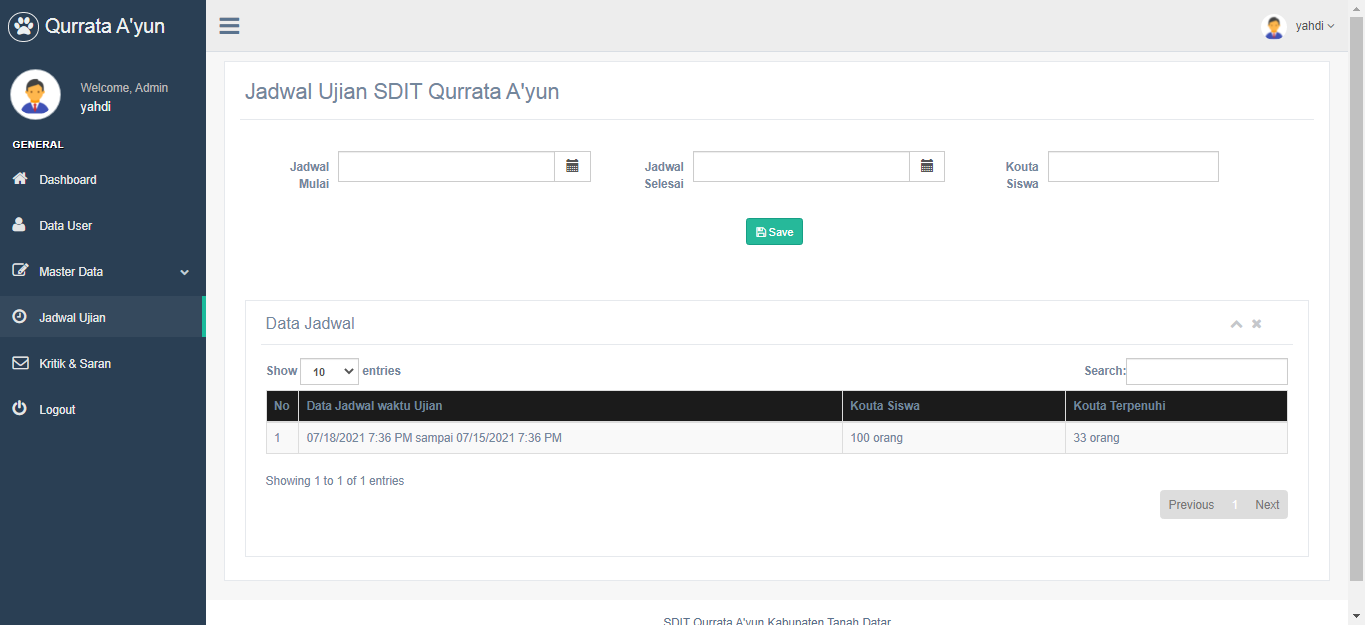 Qurrata A'yun
yahdi
Welcome, Admin
yahdi
GENERAL
Dashboard
Data User
Master Data
Jadwal Ujian
Kritik & Saran
Logout
Jadwal Ujian SDIT Qurrata A'yun
Jadwal
Mulai
Jadwal
Selesai
Kouta
Siswa
Save
Data Jadwal
Show 10 entries
Search:
No Data Jadwal waktu Ujian Kouta Siswa Kouta Terpenuhi
1 07/18/2021 7:36 PM sampai 07/15/2021 7:36 PM 100 orang 33 orang
Showing 1 to 1 of 1 entries
Previous 1 Next
SDIT Qurrata A'yun Kabupaten Tanah Datar